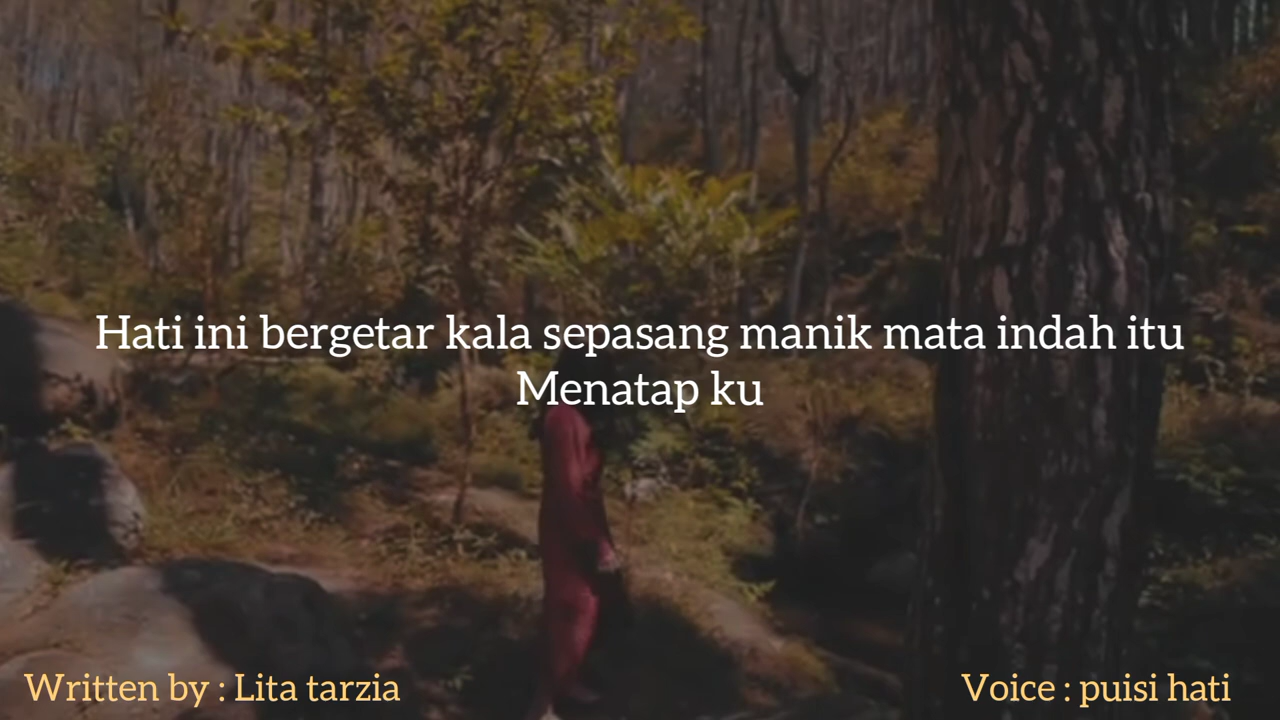 Hati ini bergetar kala sepasang manik mata indah itu
Menatap ku
Written by : Lita tarzia
Voice : puisi hati